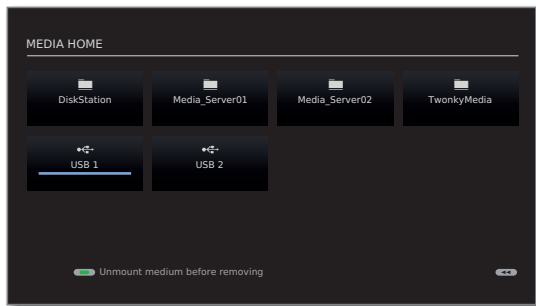 MEDIA HOME
DiskStation
Media_Server01
Media_Server02
TwonkyMedia
USB 1
USB 2
Unmount medium before removing